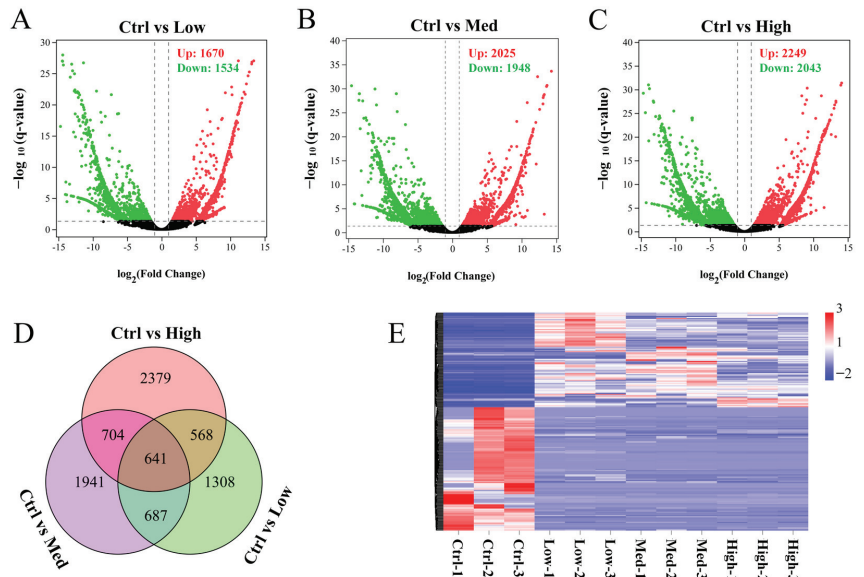 A
Ctrl vs Low
Up: 1670
Down: 1534
30
25
20
15
10
5
0
-15
-10
-5
0
5
10
15
−log 10 (q-value)
log2(Fold Change)
B
Ctrl vs Med
Up: 2025
Down: 1948
40
35
30
25
20
15
10
5
0
-15
-10
-5
0
5
10
15
−log 10 (q-value)
log2(Fold Change)
C
Ctrl vs High
Up: 2249
Down: 2043
40
35
30
25
20
15
10
5
0
-15
-10
-5
0
5
10
15
−log 10 (q-value)
log2(Fold Change)
D
Ctrl vs High
2379
704
568
641
1941
1308
687
Ctrl vs Med
Ctrl vs Low
E
3
1
−2
Ctrl-1
Ctrl-2
Ctrl-3
Low-1
Low-2
Low-3
Med-1
Med-2
Med-3
High-
High-
High-